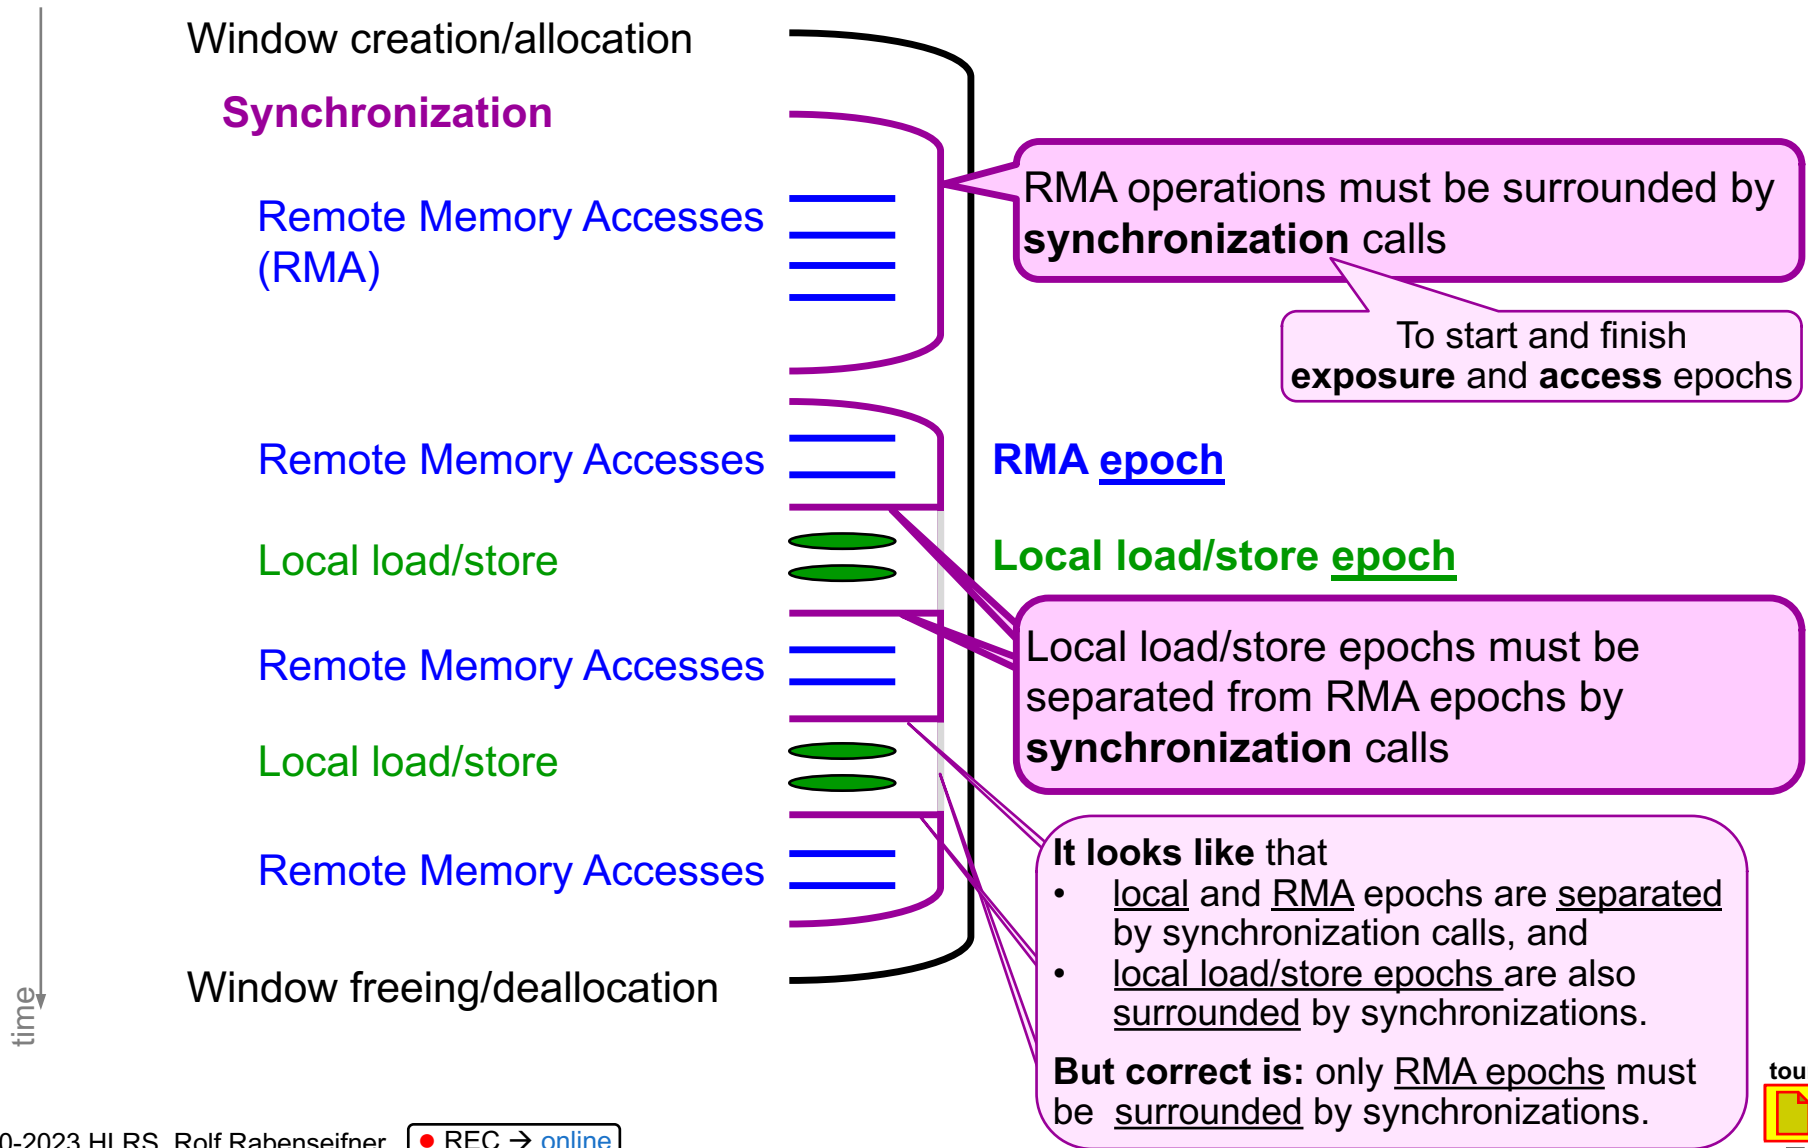 Window creation/allocation
Synchronization
Remote Memory Accesses
(RMA)
RMA operations must be surrounded by
synchronization calls
To start and finish
exposure and access epochs
Remote Memory Accesses
RMA epoch
Local load/store
Local load/store epoch
Remote Memory Accesses
Local load/store epochs must be
separated from RMA epochs by
synchronization calls
Local load/store
Remote Memory Accesses
It looks like that
• local and RMA epochs are separated
by synchronization calls, and
• local load/store epochs are also
surrounded by synchronizations.
But correct is: only RMA epochs must
be surrounded by synchronizations.
Window freeing/deallocation
time
tou
0-2023 HLRS, Rolf Rabenseifner
REC → online